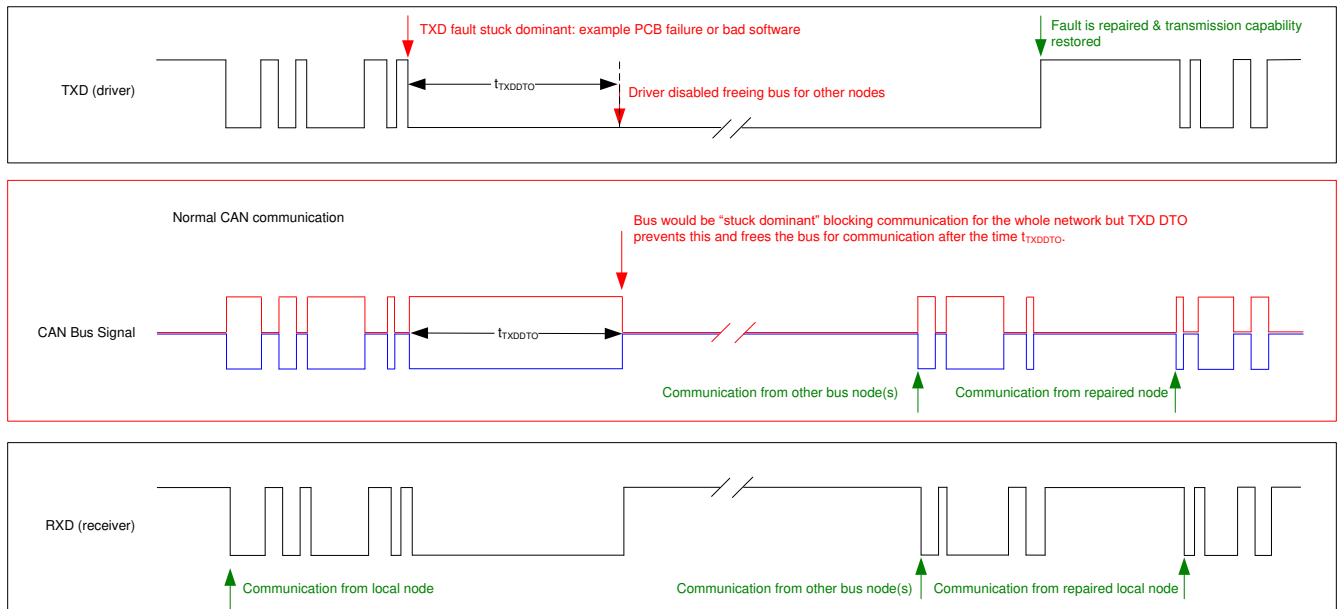 TXD fault stuck dominant: example PCB failure or bad software
Fault is repaired & transmission capability
restored
TXD (driver)
tTXDDTO
Driver disabled freeing bus for other nodes
Normal CAN communication
Bus would be “stuck dominant” blocking communication for the whole network but TXD DTO
prevents this and frees the bus for communication after the time tTXDDTO.
CAN Bus Signal
tTXDDTO
Communication from other bus node(s)
Communication from repaired node
RXD (receiver)
Communication from local node
Communication from other bus node(s)
Communication from repaired local node